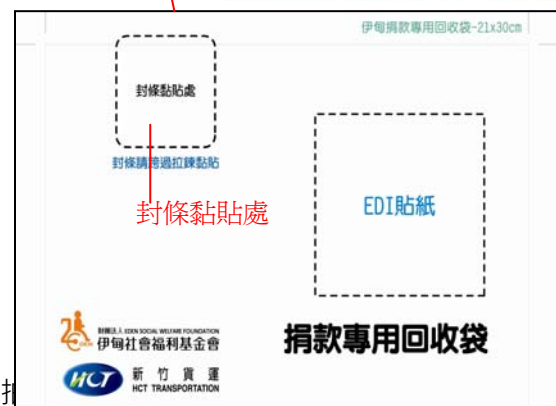 伊甸捐款專用回收袋-21x30cm
封條黏貼處
封條請跨過拉鍊黏貼
封條黏貼處
EDI貼紙
財團法人 EDEN SOCIAL WELFARE FOUNDATION
伊甸社會福利基金會
捐款專用回收袋
HCT
新竹貨運
HCT TRANSPORTATION